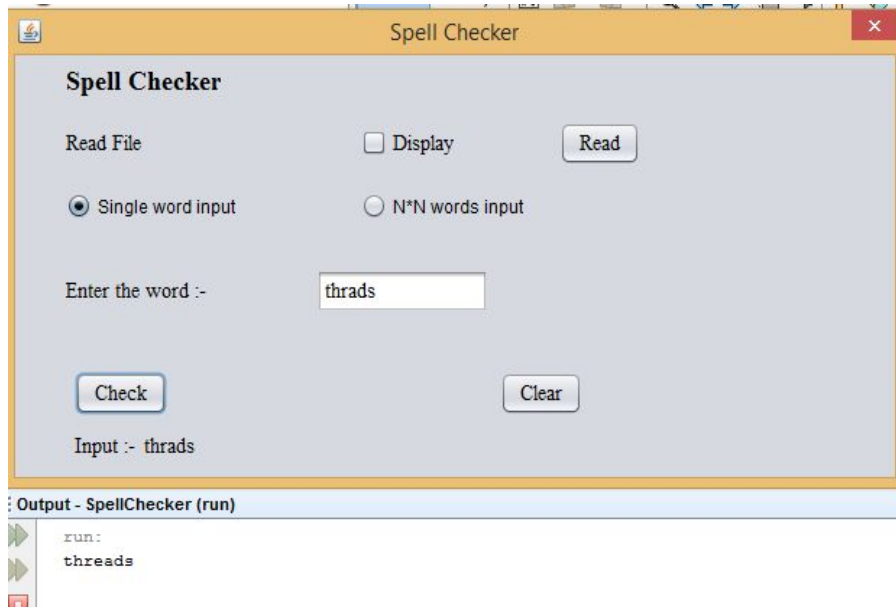 Spell Checker
Spell Checker
Read File Display Read
Single word input N*N words input
Enter the word :- thrads
Check Clear
Input :- thrads
Output - SpellChecker (run)
run:
threads